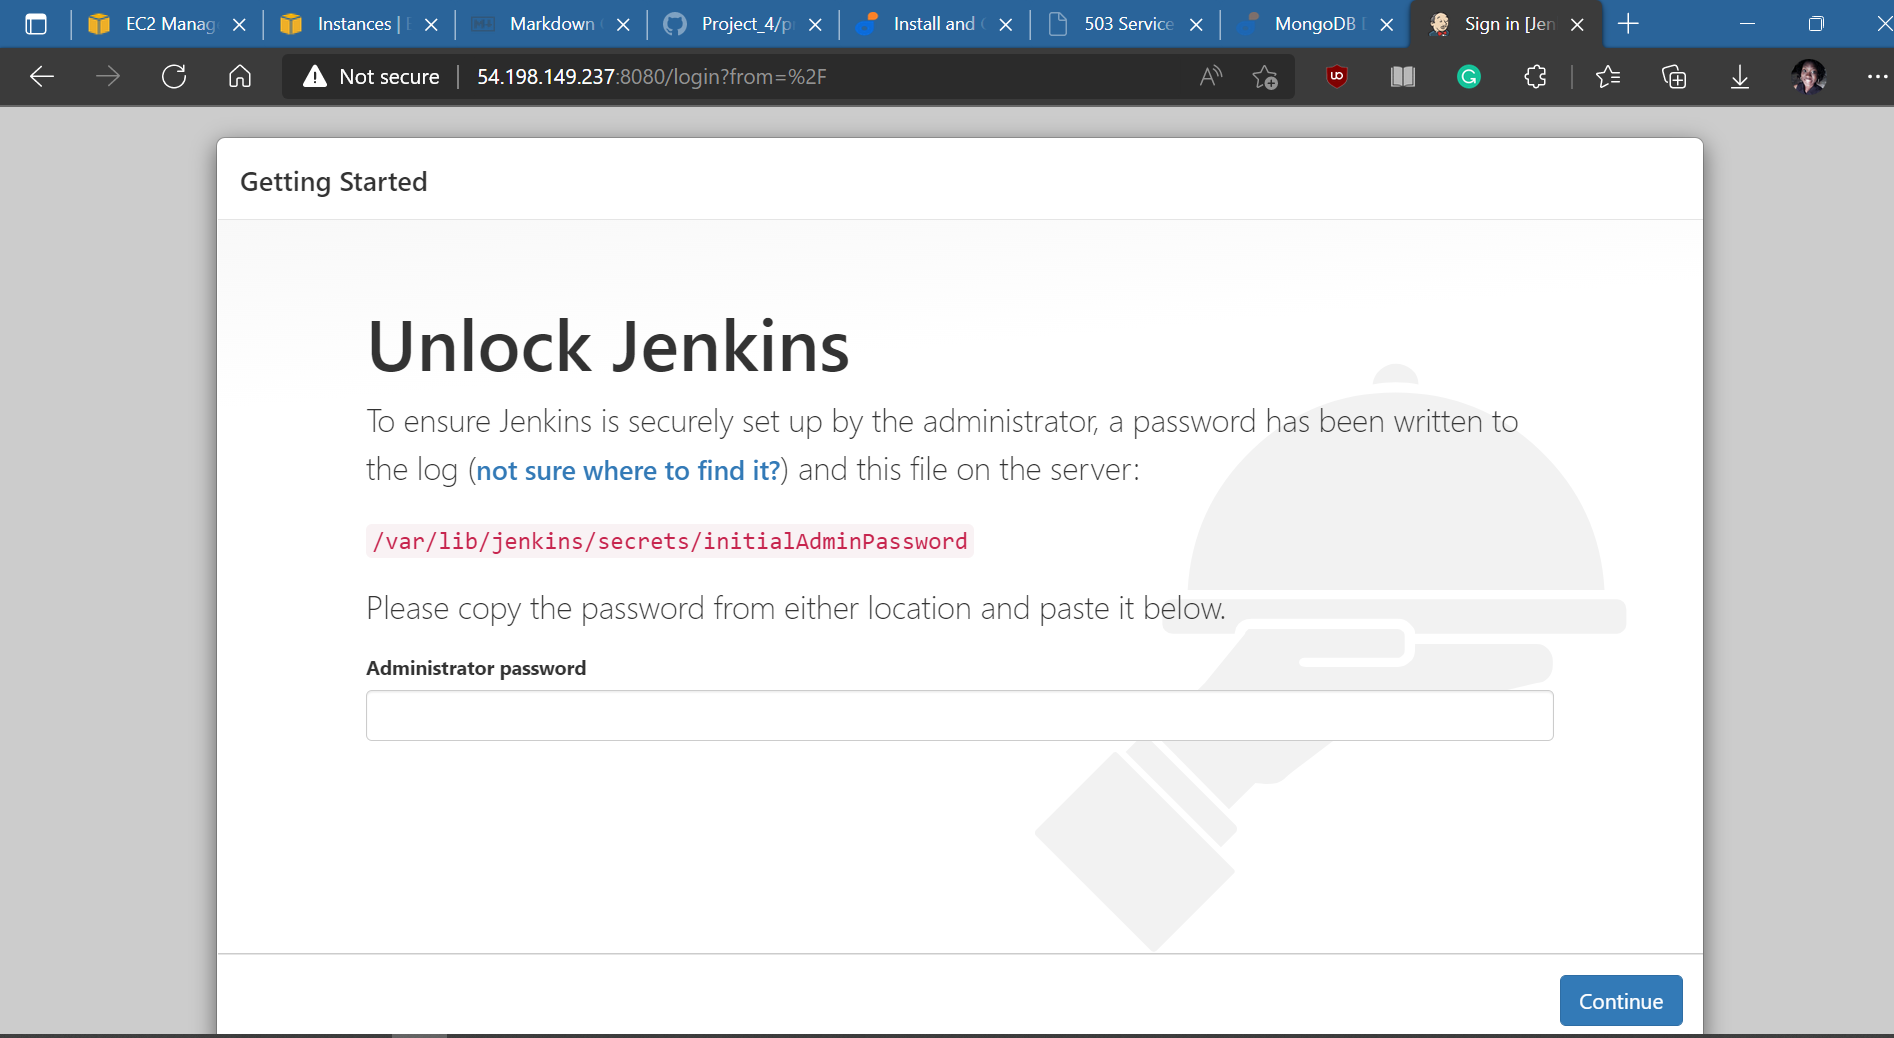 EC2 Manag
Instances |
Markdown
Project_4/p
Install and
503 Service
MongoDB
Sign in [Jen
Not secure
54.198.149.237:8080/login?from=%2F
Getting Started
Unlock Jenkins
To ensure Jenkins is securely set up by the administrator, a password has been written to
the log (not sure where to find it?) and this file on the server:
/var/lib/jenkins/secrets/initialAdminPassword
Please copy the password from either location and paste it below.
Administrator password
Continue